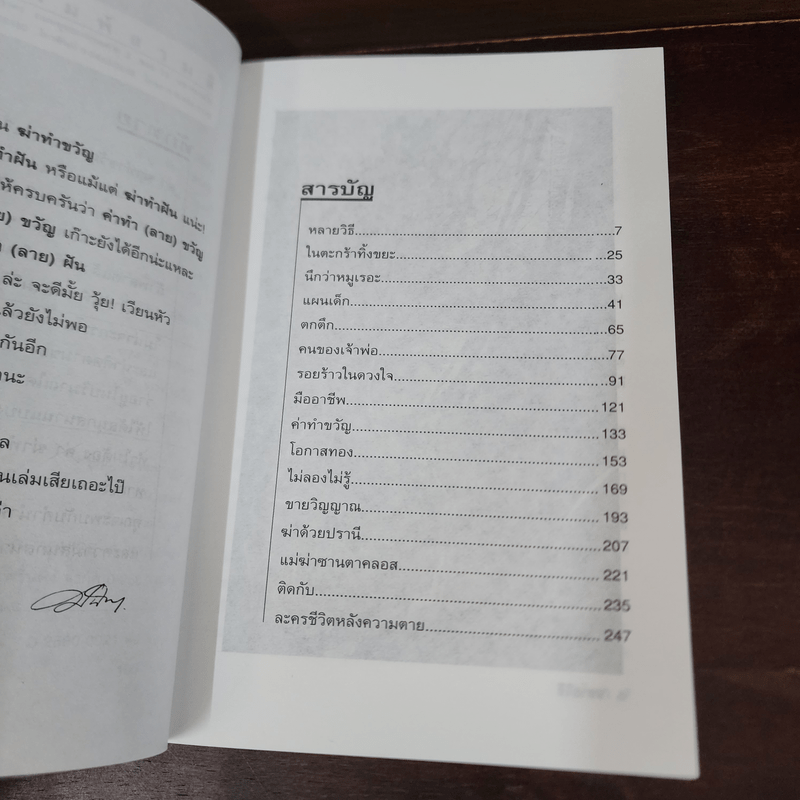 ฆ่าทำขวัญ
ทำฝัน หรือแม้แต่ ฆ่าทำฝัน แน่ะ!
ให้ครบครันว่า ค่าทำ (ลาย) ขวัญ
ขวัญ เก๊าะยังได้อีกน่ะแหละ
(ลาย) ฝัน
ล่ะ จะดีมั้ย วุ้ย! เวียนหัว
แล้วยังไม่พอ
กันอีก
นะ
ล
เล่มเสียเถอะไป๊
สารบัญ
หลายวิธี.......................................................7
ในตะกร้าทิ้งขยะ.............................................25
นึกว่าหมูเรอะ................................................33
แผนเด็ก......................................................41
ตกตึก.........................................................65
คนของเจ้าพ่อ................................................77
รอยร้าวในดวงใจ.............................................91
มืออาชีพ.....................................................121
ค่าทำขวัญ...................................................133
โอกาสทอง...................................................153
ไม่ลองไม่รู้...................................................169
ขายวิญญาณ.................................................193
ฆ่าด้วยปรานี.................................................207
แม่ฆ่าซานตาคลอส..........................................221
ติดกับ........................................................235
ละครชีวิตหลังความตาย.....................................247